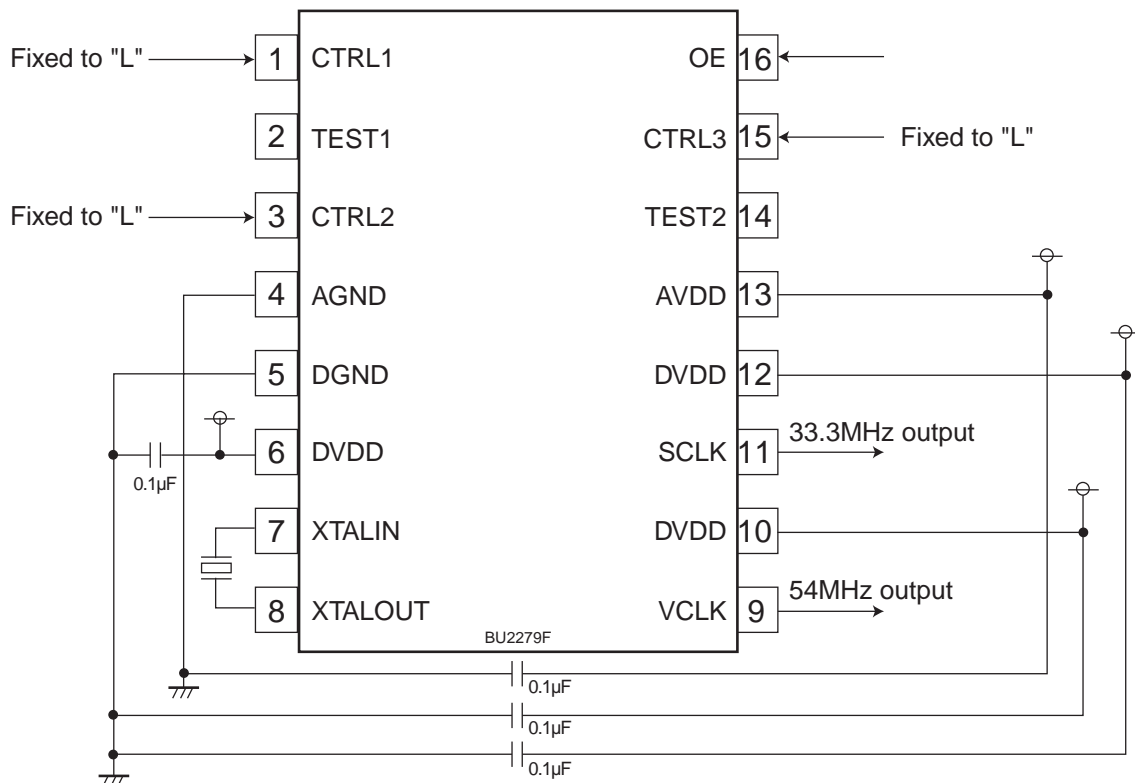 Fixed to "L" 1 CTRL1 OE 16
2 TEST1 CTRL3 15 Fixed to "L"
Fixed to "L" 3 CTRL2 TEST2 14
4 AGND AVDD 13
5 DGND DVDD 12
0.1µF 6 DVDD SCLK 11 33.3MHz output
7 XTALIN DVDD 10
8 XTALOUT VCLK 9 54MHz output
BU2279F
0.1µF
0.1µF
0.1µF